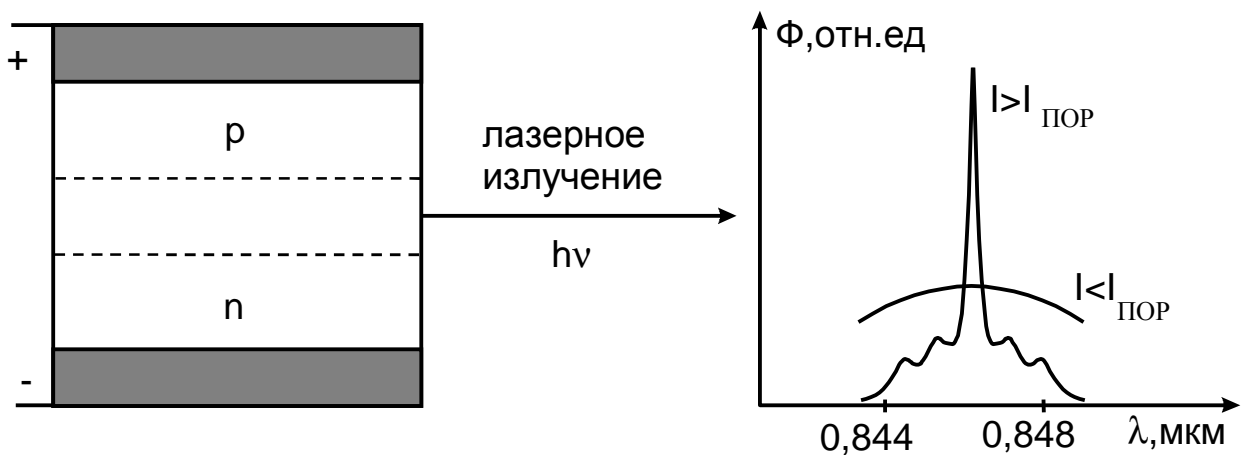 +
p
n
-
лазерное
излучение
hν
Ф,отн.ед
I>I ПОР
I<I ПОР
0,844
0,848
λ,мкм